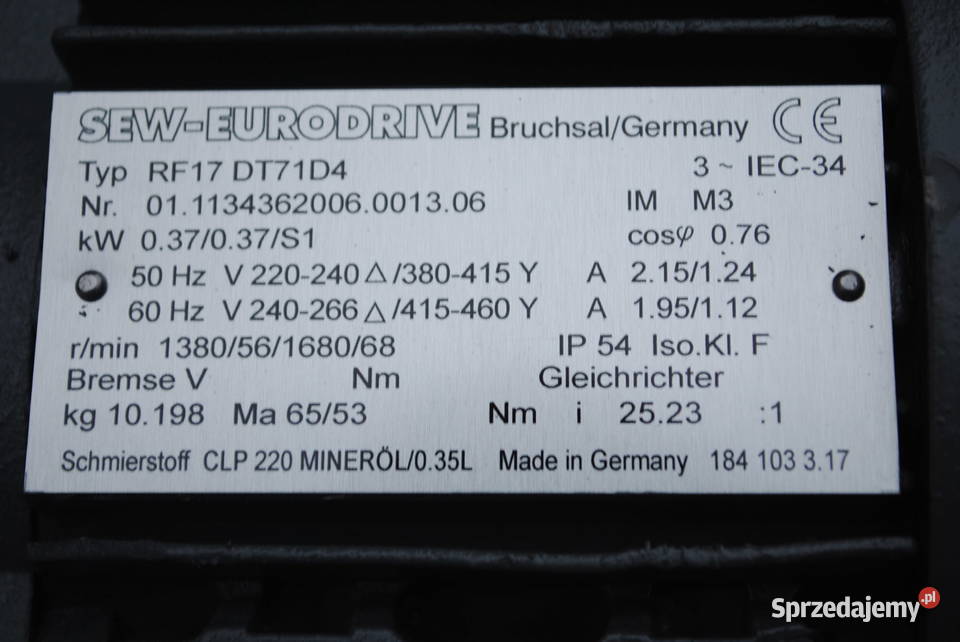 SEW-EURODRIVE Bruchsal/Germany CE
Typ RF17 DT71D4 3 ~ IEC-34
Nr. 01.1134362006.0013.06 IM M3
kW 0.37/0.37/S1 cosφ 0.76
50 Hz V 220-240 △/380-415 Y A 2.15/1.24
60 Hz V 240-266 △/415-460 Y A 1.95/1.12
r/min 1380/56/1680/68 IP 54 Iso.Kl. F
Bremse V Nm Gleichrichter
kg 10.198 Ma 65/53 Nm i 25.23 :1
Schmierstoff CLP 220 MINERÖL/0.35L Made in Germany 184 103 3.17
Sprzedajemy.pl